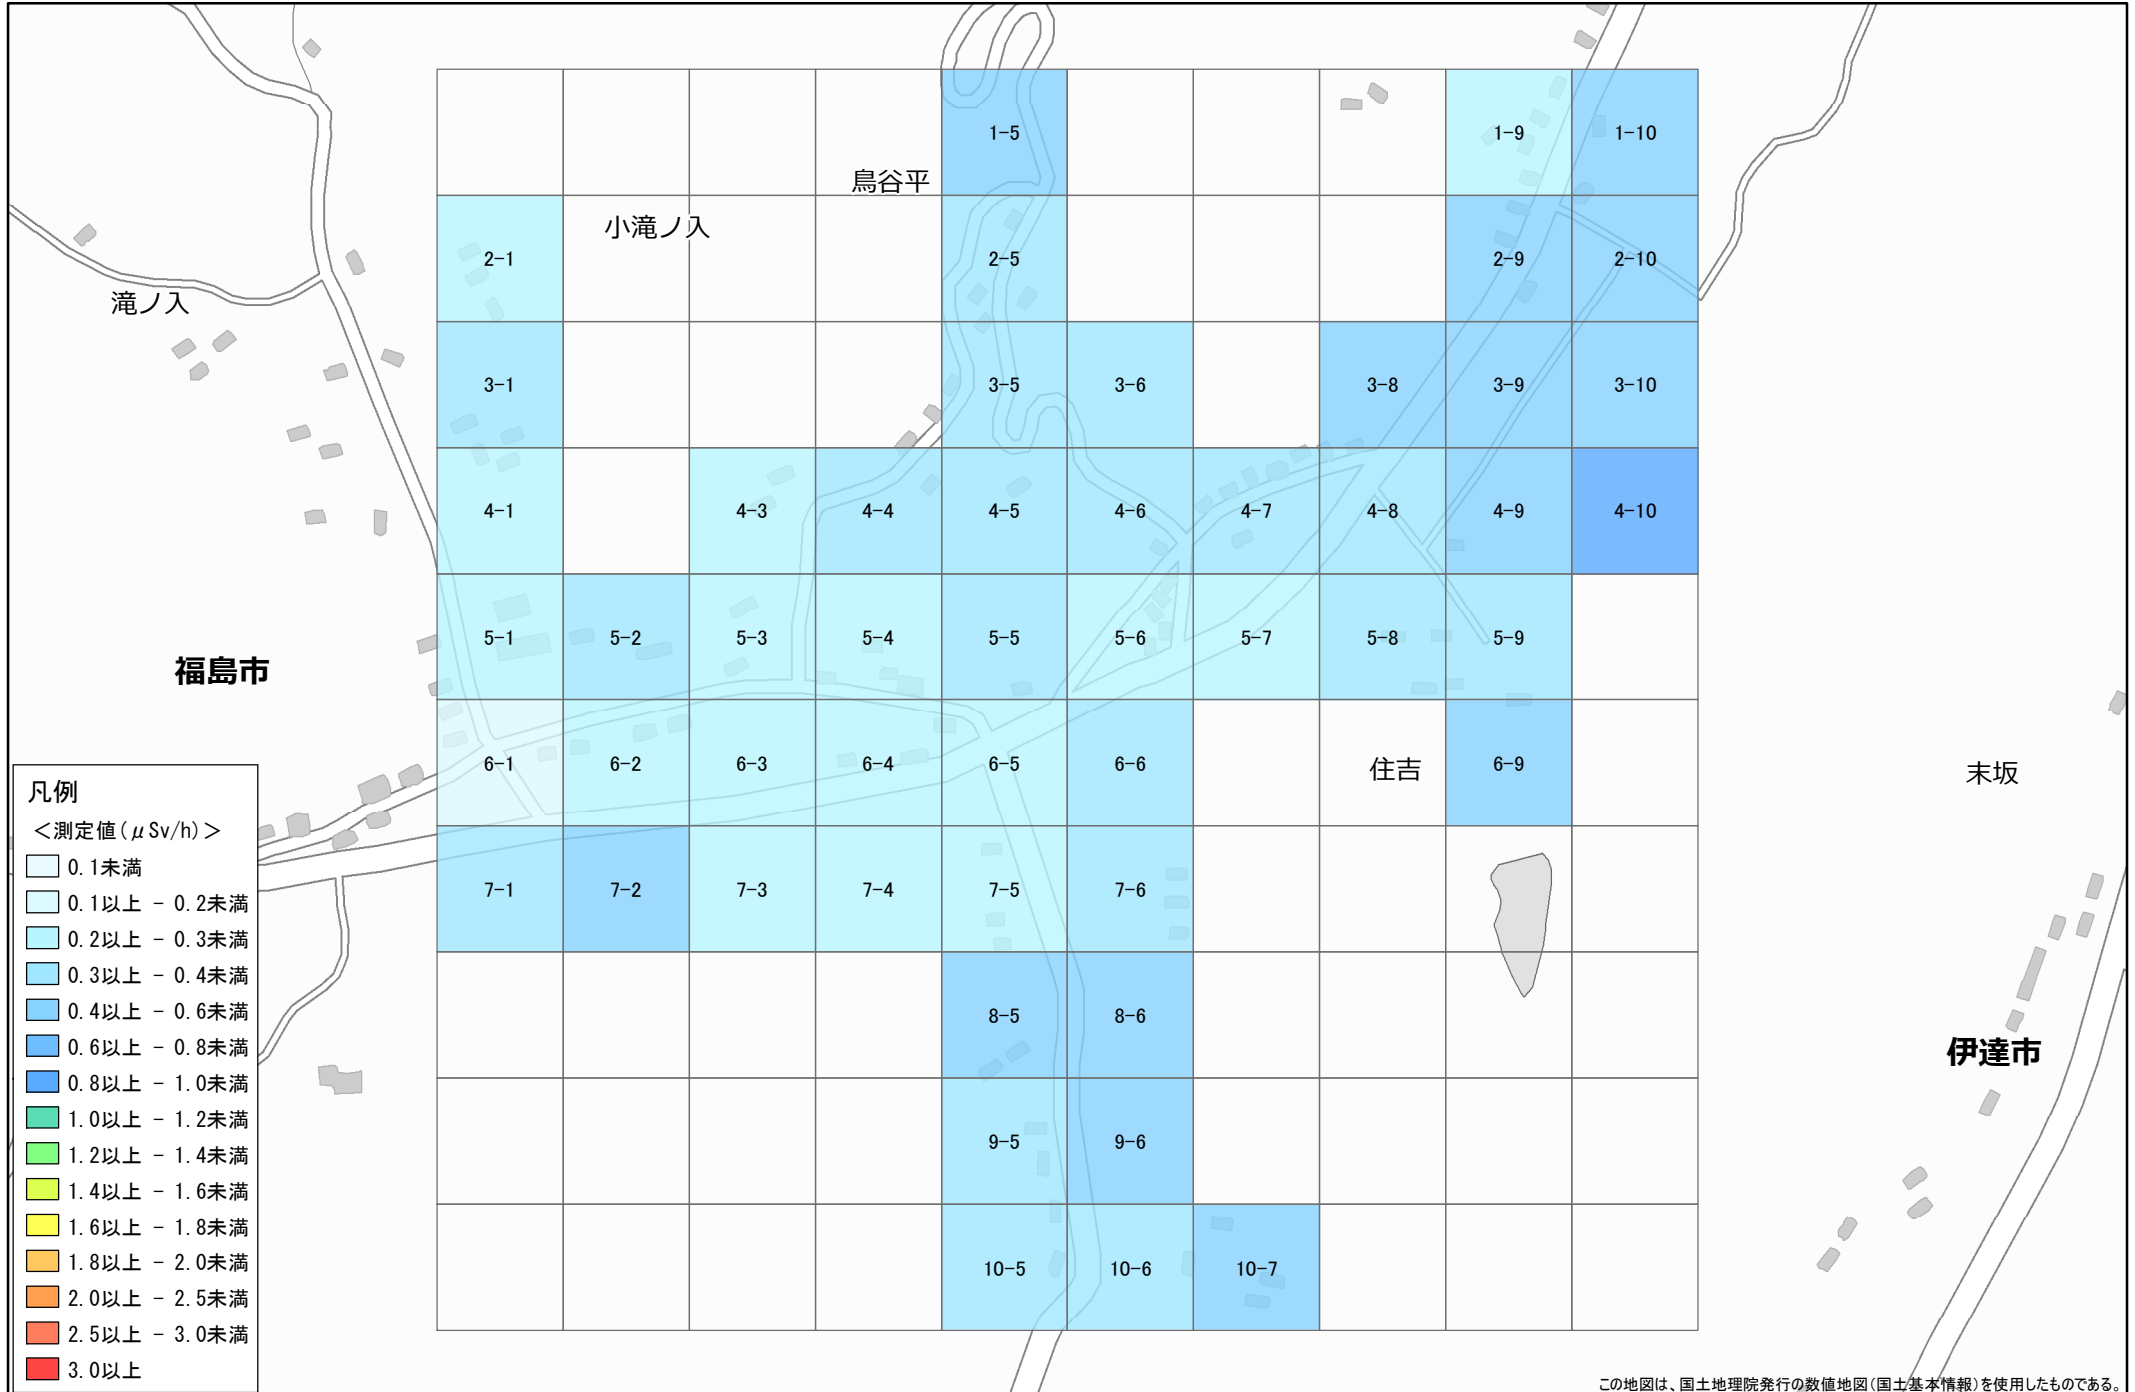 1-5
1-9
1-10
鳥谷平
小滝ノ入
2-1
2-5
2-9
2-10
滝ノ入
3-1
3-5
3-6
3-8
3-9
3-10
4-1
4-3
4-4
4-5
4-6
4-7
4-8
4-9
4-10
5-1
5-2
5-3
5-4
5-5
5-6
5-7
5-8
5-9
福島市
6-1
6-2
6-3
6-4
6-5
6-6
住吉
6-9
末坂
7-1
7-2
7-3
7-4
7-5
7-6
8-5
8-6
伊達市
9-5
9-6
10-5
10-6
10-7
凡例
＜測定値(μSv/h)＞
0.1未満
0.1以上 - 0.2未満
0.2以上 - 0.3未満
0.3以上 - 0.4未満
0.4以上 - 0.6未満
0.6以上 - 0.8未満
0.8以上 - 1.0未満
1.0以上 - 1.2未満
1.2以上 - 1.4未満
1.4以上 - 1.6未満
1.6以上 - 1.8未満
1.8以上 - 2.0未満
2.0以上 - 2.5未満
2.5以上 - 3.0未満
3.0以上
この地図は、国土地理院発行の数値地図(国土基本情報)を使用したものである。